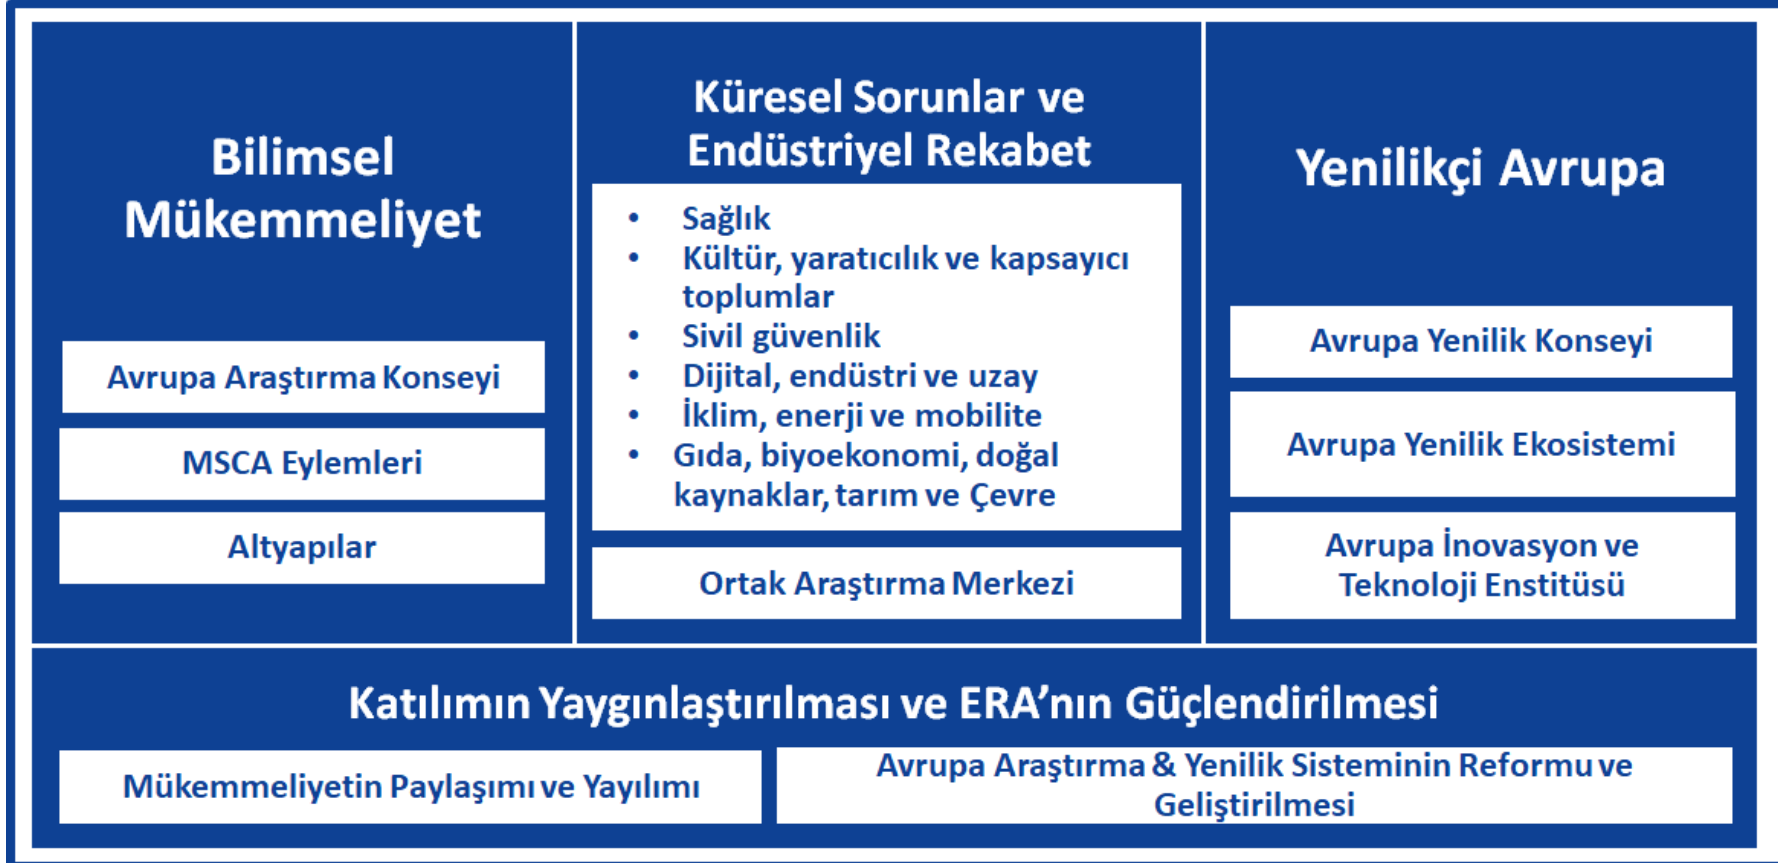 Bilimsel
Mükemmeliyet
Avrupa Araştırma Konseyi
MSCA Eylemleri
Altyapılar
Küresel Sorunlar ve
Endüstriyel Rekabet
• Sağlık
• Kültür, yaratıcılık ve kapsayıcı
toplumlar
• Sivil güvenlik
• Dijital, endüstri ve uzay
• İklim, enerji ve mobilite
• Gıda, biyoekonomi, doğal
kaynaklar, tarım ve Çevre
Ortak Araştırma Merkezi
Yenilikçi Avrupa
Avrupa Yenilik Konseyi
Avrupa Yenilik Ekosistemi
Avrupa İnovasyon ve
Teknoloji Enstitüsü
Katılımın Yaygınlaştırılması ve ERA’nın Güçlendirilmesi
Mükemmeliyetin Paylaşımı ve Yayılımı
Avrupa Araştırma & Yenilik Sisteminin Reformu ve
Geliştirilmesi